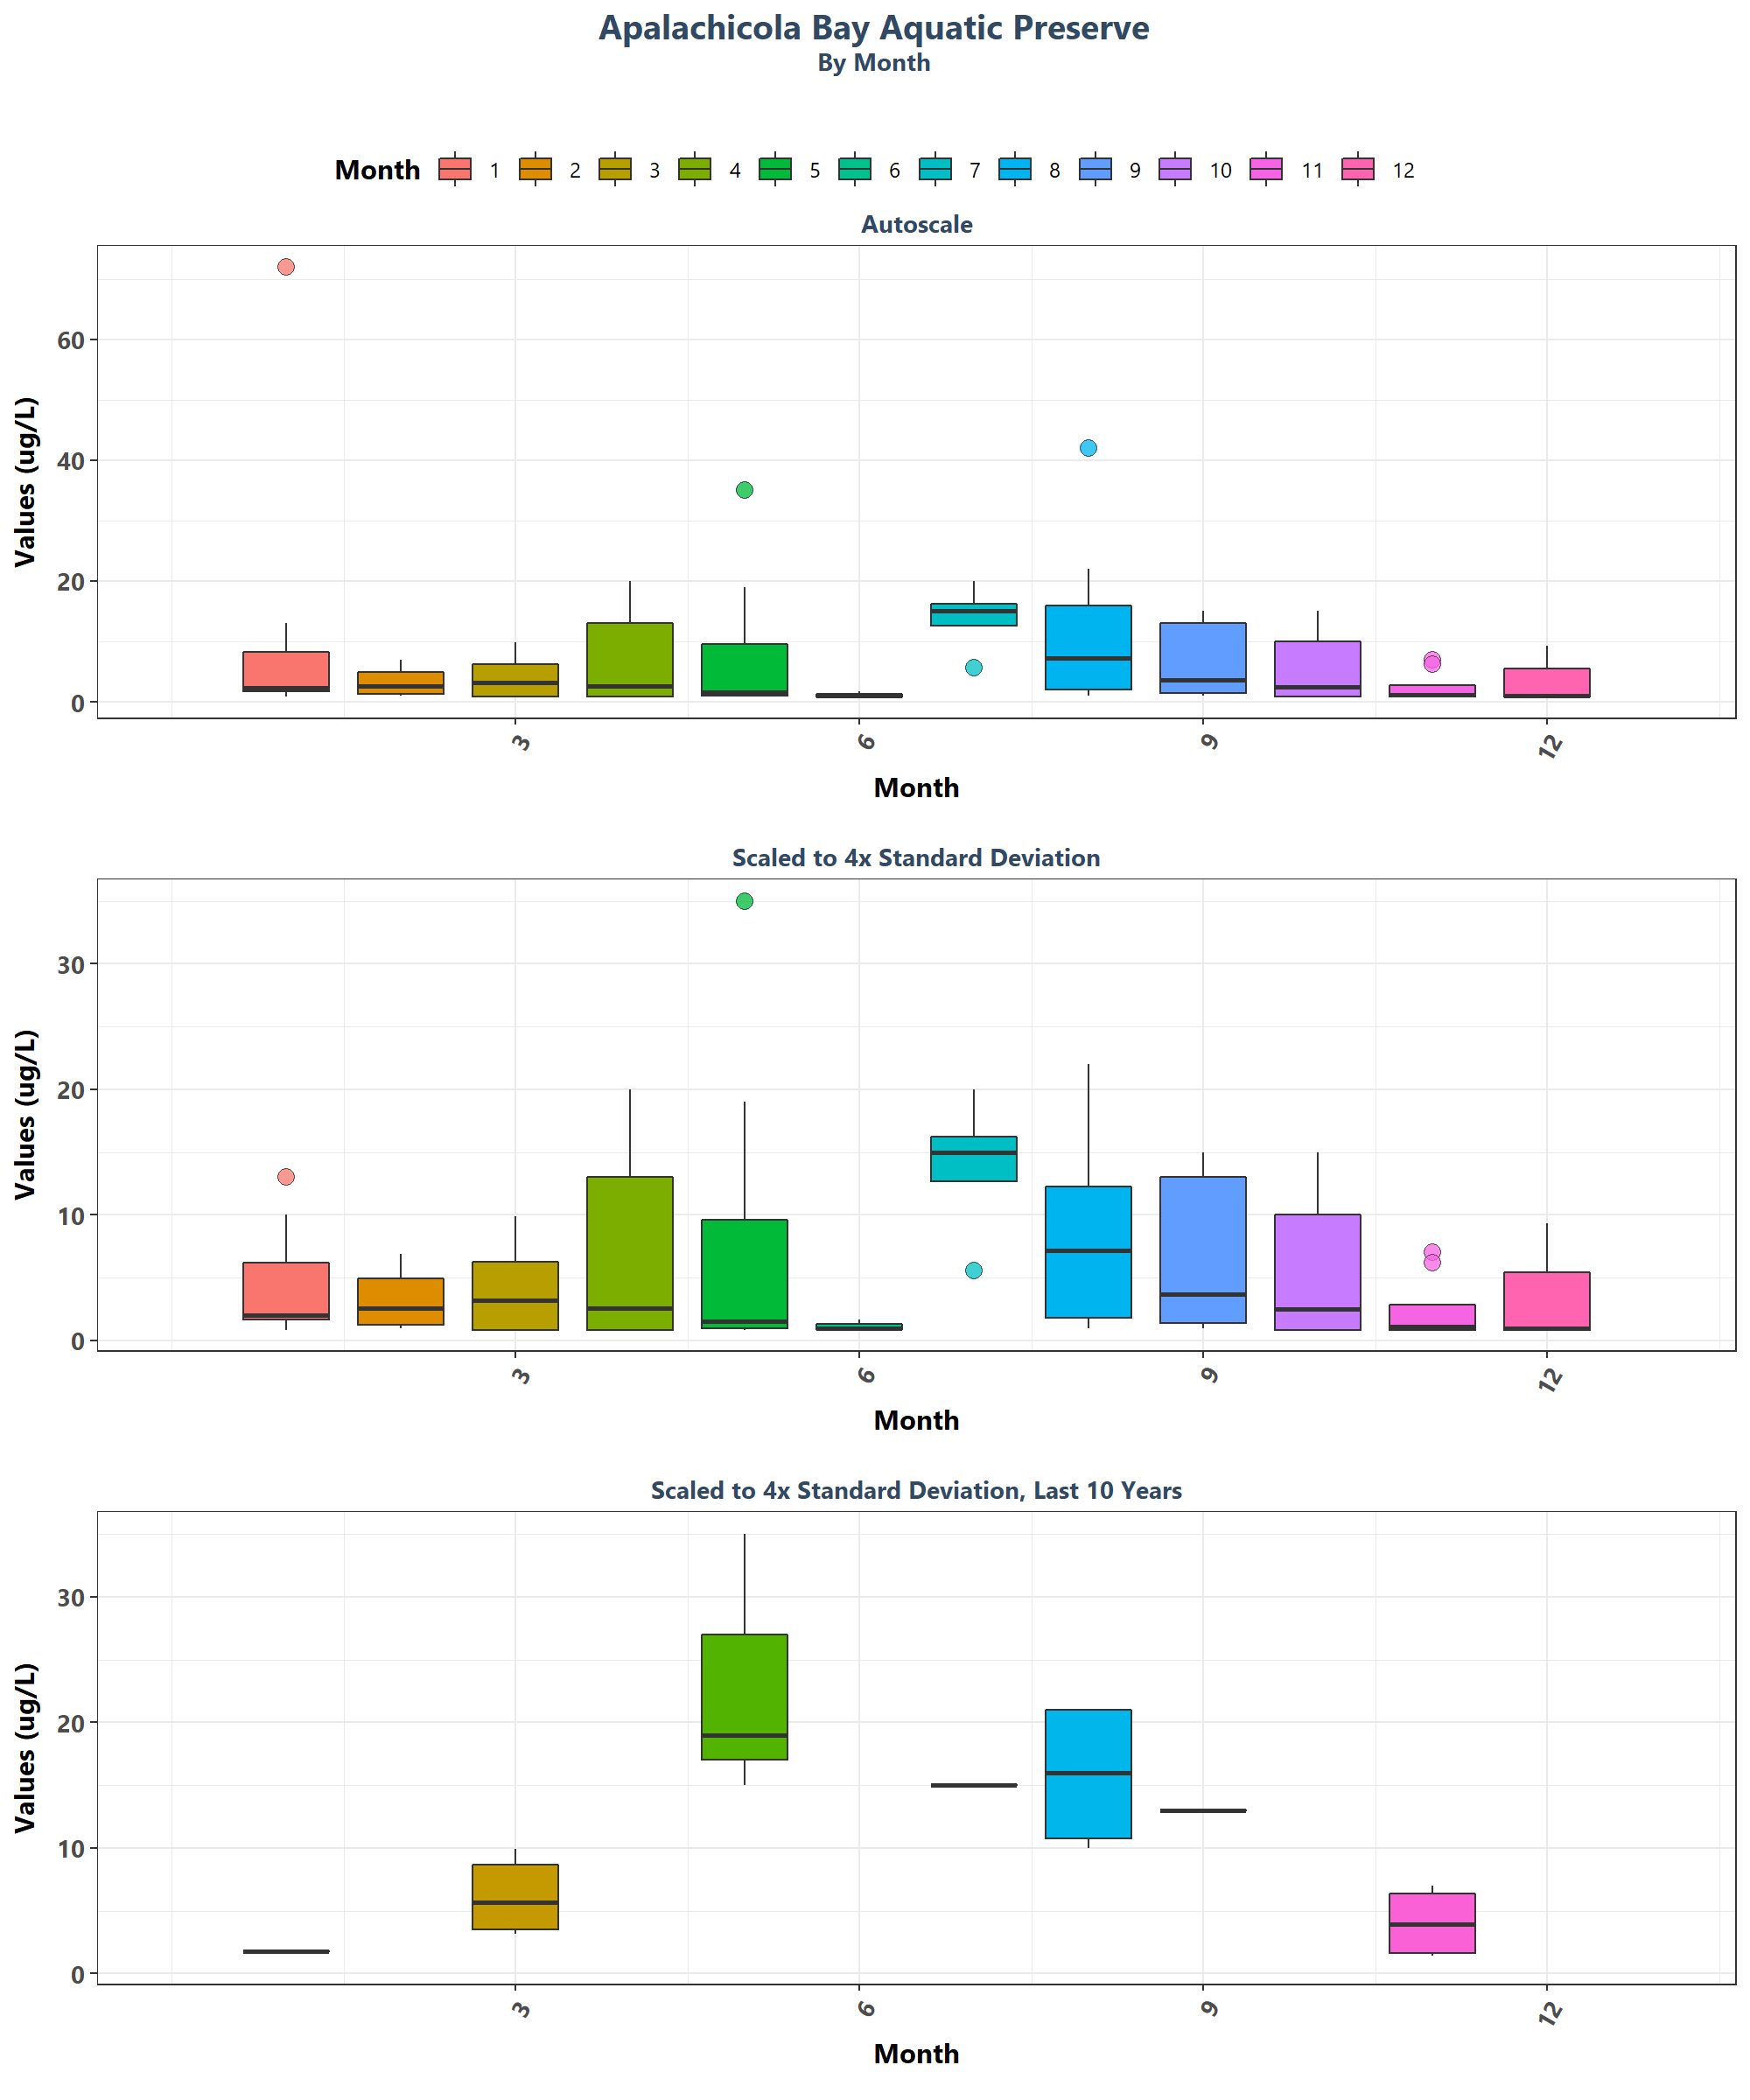 Apalachicola Bay Aquatic Preserve
By Month
Month 1 2 3 4 5 6 7 8 9 10 11 12
Autoscale
Values (ug/L)
60
40
20
0
3 6 9 12
Month
Scaled to 4x Standard Deviation
Values (ug/L)
30
20
10
0
3 6 9 12
Month
Scaled to 4x Standard Deviation, Last 10 Years
Values (ug/L)
30
20
10
0
3 6 9 12
Month